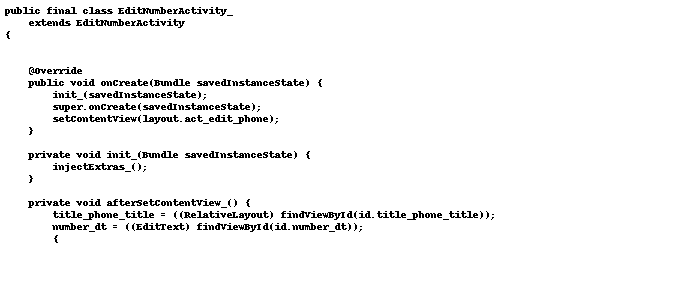 public final class EditNumberActivity_
    extends EditNumberActivity
{
    @Override
    public void onCreate(Bundle savedInstanceState) {
        init_(savedInstanceState);
        super.onCreate(savedInstanceState);
        setContentView(layout.act_edit_phone);
    }
    private void init_(Bundle savedInstanceState) {
        injectExtras_();
    }
    private void afterSetContentView_() {
        title_phone_title = ((RelativeLayout) findViewById(id.title_phone_title));
        number_dt = ((EditText) findViewById(id.number_dt));
        {